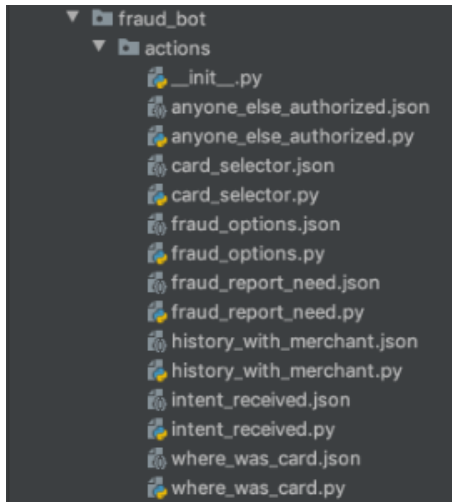 fraud_bot
actions
__init__.py
anyone_else_authorized.json
anyone_else_authorized.py
card_selector.json
card_selector.py
fraud_options.json
fraud_options.py
fraud_report_need.json
fraud_report_need.py
history_with_merchant.json
history_with_merchant.py
intent_received.json
intent_received.py
where_was_card.json
where_was_card.py